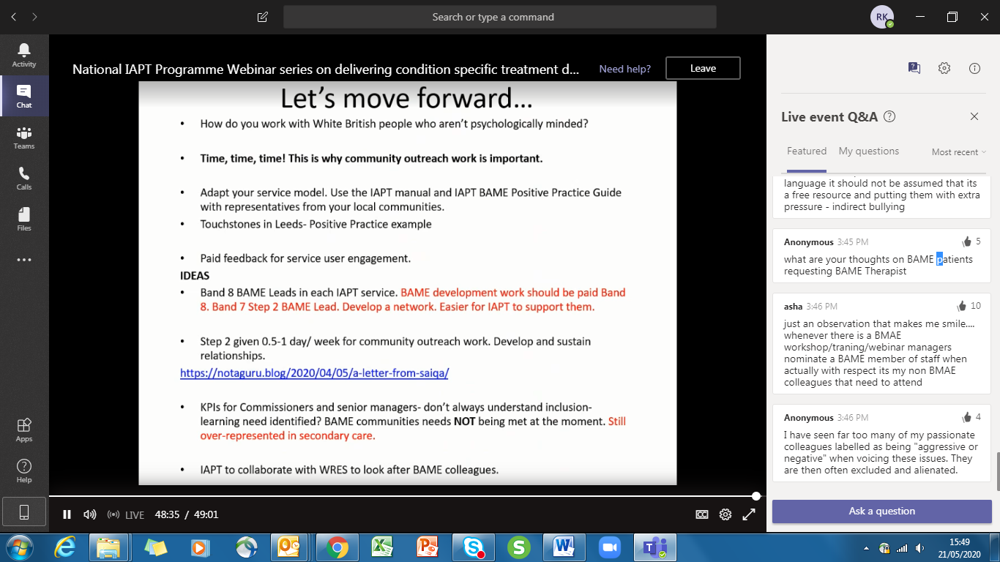 Search or type a command
RK
Activity
Chat
Teams
Calls
Files
Apps
Help
National IAPT Programme Webinar series on delivering condition specific treatment d...
Need help?
Leave
Let's move forward...
• How do you work with White British people who aren't psychologically minded?
• Time, time, time! This is why community outreach work is important.
• Adapt your service model. Use the IAPT manual and IAPT BAME Positive Practice Guide
with representatives from your local communities.
• Touchstones in Leeds- Positive Practice example
• Paid feedback for service user engagement.
IDEAS
• Band 8 BAME Leads in each IAPT service. BAME development work should be paid Band
8. Band 7 Step 2 BAME Lead. Develop a network. Easier for IAPT to support them.
• Step 2 given 0.5-1 day/ week for community outreach work. Develop and sustain
relationships.
https://notaguru.blog/2020/04/05/a-letter-from-saiqa/
• KPIs for Commissioners and senior managers- don't always understand inclusion-
learning need identified? BAME communities needs NOT being met at the moment. Still
over-represented in secondary care.
• IAPT to collaborate with WRES to look after BAME colleagues.
LIVE
48:35 / 49:01
CC
Live event Q&A
Featured
My questions
Most recent
language it should not be assumed that its
a free resource and putting them with extra
pressure - indirect bullying
Anonymous 3:45 PM
5
what are your thoughts on BAME patients
requesting BAME Therapist
asha 3:46 PM
10
just an observation that makes me smile....
whenever there is a BMAE
workshop/traning/webinar managers
nominate a BAME member of staff when
actually with respect its my non BMAE
colleagues that need to attend
Anonymous 3:46 PM
4
I have seen far too many of my passionate
colleagues labelled as being "aggressive or
negative" when voicing these issues. They
are then often excluded and alienated.
Ask a question
15:49
21/05/2020